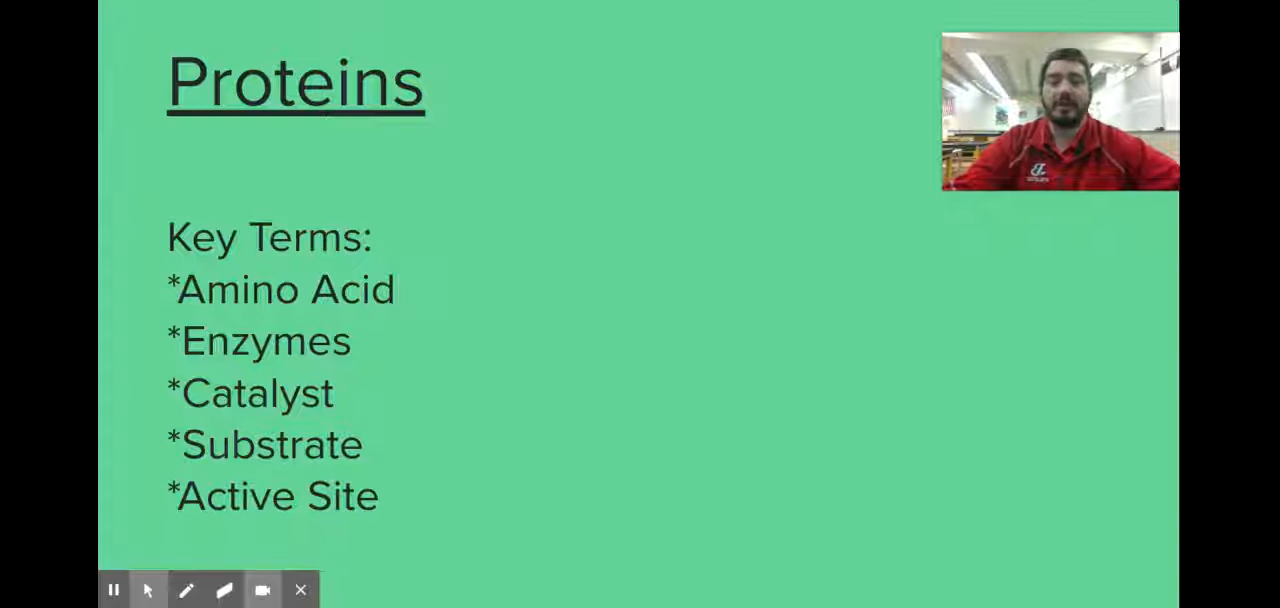 Proteins
Key Terms:
*Amino Acid
*Enzymes
*Catalyst
*Substrate
*Active Site